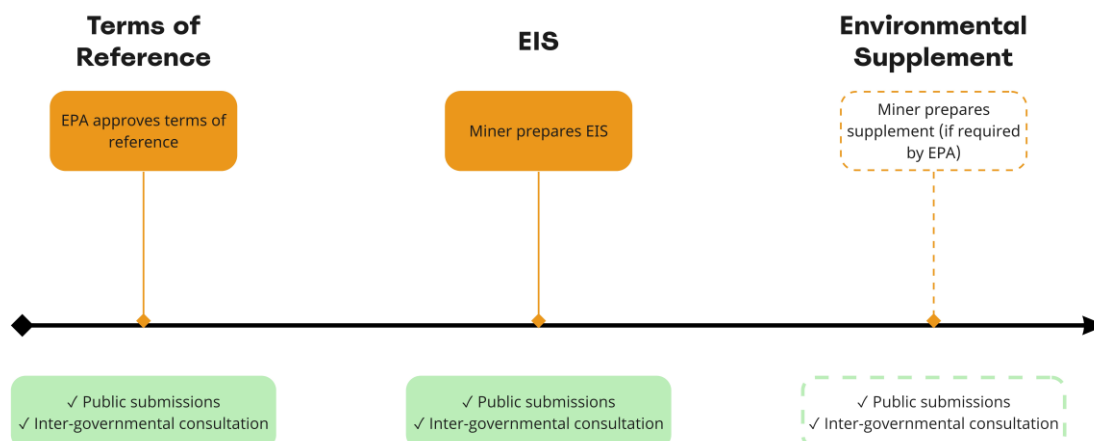 Terms of
Reference
EIS
Environmental
Supplement
EPA approves terms of
reference
Miner prepares EIS
Miner prepares
supplement (if required
by EPA)
✓ Public submissions
✓ Inter-governmental consultation
✓ Public submissions
✓ Inter-governmental consultation
✓ Public submissions
✓ Inter-governmental consultation